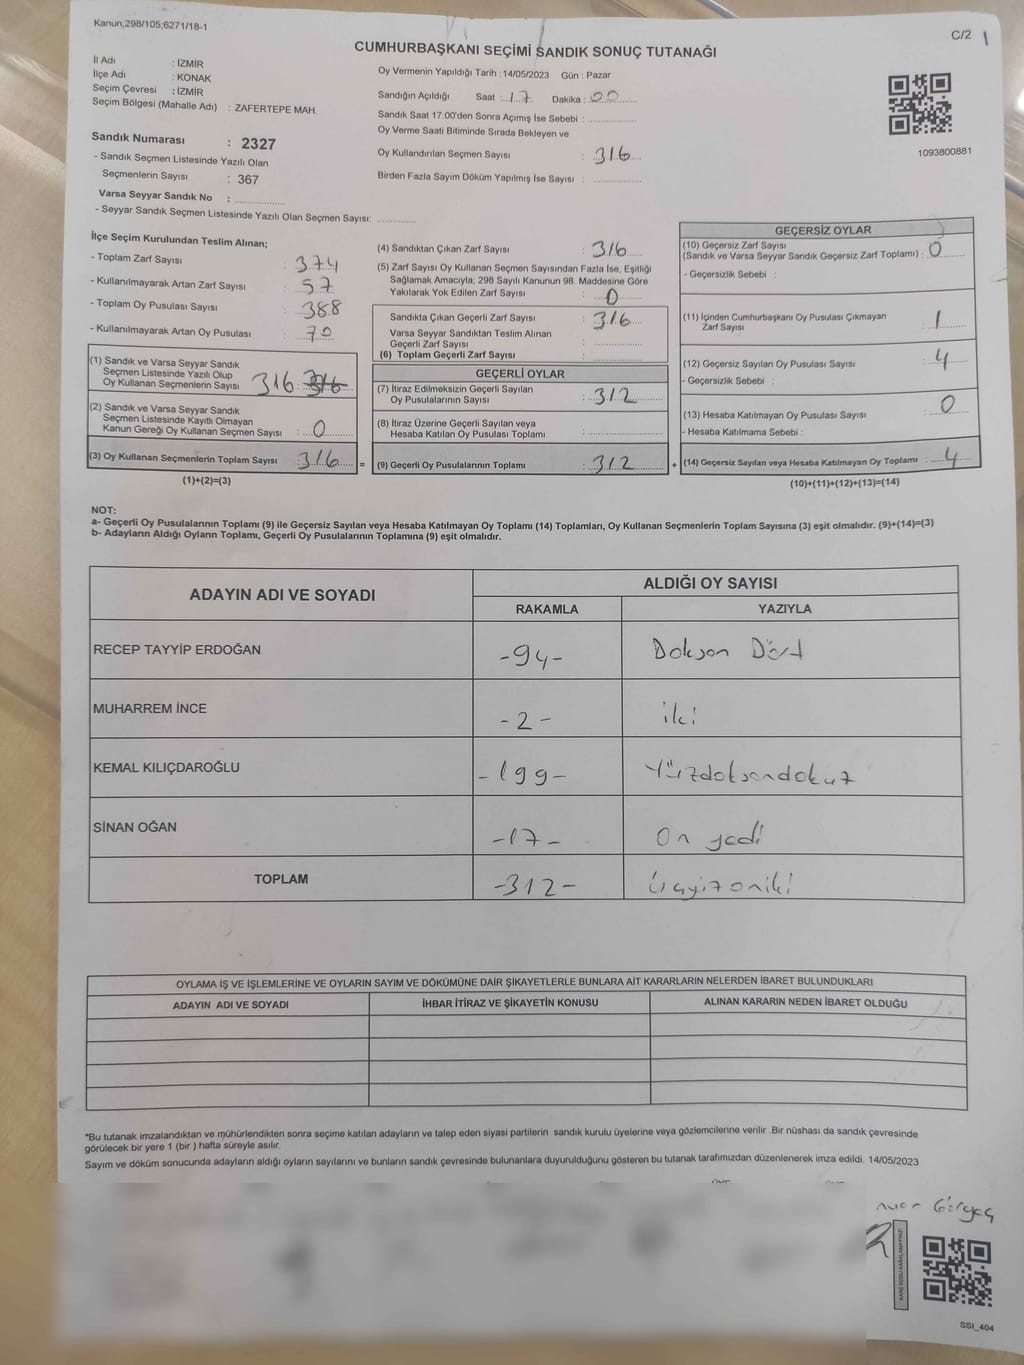 Kanun;298/105;6271/18-1
C/2 1
CUMHURBAŞKANI SEÇİMİ SANDIK SONUÇ TUTANAĞI
İl Adı : İZMİR
İlçe Adı : KONAK
Seçim Çevresi : İZMİR
Seçim Bölgesi (Mahalle Adı) : ZAFERTEPE MAH.
Oy Vermenin Yapıldığı Tarih : 14/05/2023 Gün : Pazar
Sandığın Açıldığı Saat : 17 Dakika : 00
Sandık Saat 17:00'den Sonra Açımış İse Sebebi :
Oy Verme Saati Bitiminde Sırada Bekleyen ve
Oy Kullandırılan Seçmen Sayısı : 316
Birden Fazla Sayım Döküm Yapılmış İse Sayısı :
1093800881
Sandık Numarası : 2327
- Sandık Seçmen Listesinde Yazılı Olan
Seçmenlerin Sayısı : 367
Varsa Seyyar Sandık No :
- Seyyar Sandık Seçmen Listesinde Yazılı Olan Seçmen Sayısı:
İlçe Seçim Kurulundan Teslim Alınan;
- Toplam Zarf Sayısı : 374
- Kullanılmayarak Artan Zarf Sayısı : 57
- Toplam Oy Pusulası Sayısı : 388
- Kullanılmayarak Artan Oy Pusulası : 70
(1) Sandık ve Varsa Seyyar Sandık
Seçmen Listesinde Yazılı Olup
Oy Kullanan Seçmenlerin Sayısı 316 : 316
(2) Sandık ve Varsa Seyyar Sandık
Seçmen Listesinde Kayıtlı Olmayan
Kanun Gereği Oy Kullanan Seçmen Sayısı : 0
(3) Oy Kullanan Seçmenlerin Toplam Sayısı : 316
(1)+(2)=(3)
(4) Sandıktan Çıkan Zarf Sayısı : 316
(5) Zarf Sayısı Oy Kullanan Seçmen Sayısından Fazla İse, Eşitliği
Sağlamak Amacıyla; 298 Sayılı Kanunun 98. Maddesine Göre
Yakılarak Yok Edilen Zarf Sayısı : 0
Sandıkta Çıkan Geçerli Zarf Sayısı : 316
Varsa Seyyar Sandıktan Teslim Alınan
Geçerli Zarf Sayısı :
(6) Toplam Geçerli Zarf Sayısı :
GEÇERLİ OYLAR
(7) İtiraz Edilmeksizin Geçerli Sayılan
Oy Pusulalarının Sayısı : 312
(8) İtiraz Üzerine Geçerli Sayılan veya
Hesaba Katılan Oy Pusulası Toplamı :
= (9) Geçerli Oy Pusulalarının Toplamı : 312
GEÇERSİZ OYLAR
(10) Geçersiz Zarf Sayısı
(Sandık ve Varsa Seyyar Sandık Geçersiz Zarf Toplamı) : 0
- Geçersizlik Sebebi :
(11) İçinden Cumhurbaşkanı Oy Pusulası Çıkmayan
Zarf Sayısı : 1
(12) Geçersiz Sayılan Oy Pusulası Sayısı : 4
- Geçersizlik Sebebi :
(13) Hesaba Katılmayan Oy Pusulası Sayısı : 0
- Hesaba Katılmama Sebebi :
+ (14) Geçersiz Sayılan veya Hesaba Katılmayan Oy Toplamı : 4
(10)+(11)+(12)+(13)=(14)
NOT:
a- Geçerli Oy Pusulalarının Toplamı (9) ile Geçersiz Sayılan veya Hesaba Katılmayan Oy Toplamı (14) Toplamları, Oy Kullanan Seçmenlerin Toplam Sayısına (3) eşit olmalıdır. (9)+(14)=(3)
b- Adayların Aldığı Oyların Toplamı, Geçerli Oy Pusulalarının Toplamına (9) eşit olmalıdır.
ADAYIN ADI VE SOYADI ALDIĞI OY SAYISI
RAKAMLA YAZIYLA
RECEP TAYYİP ERDOĞAN -94- Doksan Dört
MUHARREM İNCE -2- iki
KEMAL KILIÇDAROĞLU -199- Yüzdoksandokuz
SİNAN OĞAN -17- On yedi
TOPLAM -312- Üçyüzoniki
OYLAMA İŞ VE İŞLEMLERİNE VE OYLARIN SAYIM VE DÖKÜMÜNE DAİR ŞİKAYETLERLE BUNLARA AİT KARARLARIN NELERDEN İBARET BULUNDUKLARI
ADAYIN ADI VE SOYADI İHBAR İTİRAZ VE ŞİKAYETİN KONUSU ALINAN KARARIN NEDEN İBARET OLDUĞU
*Bu tutanak imzalandıktan ve mühürlendikten sonra seçime katılan adayların ve talep eden siyasi partilerin sandık kurulu üyelerine veya gözlemcilerine verilir .Bir nüshası da sandık çevresinde
görülecek bir yere 1 (bir ) hafta süreyle asılır.
Sayım ve döküm sonucunda adayların aldığı oyların sayılarını ve bunların sandık çevresinde bulunanlara duyurulduğunu gösteren bu tutanak tarafımızdan düzenlenerek imza edildi. 14/05/2023
SSI_404